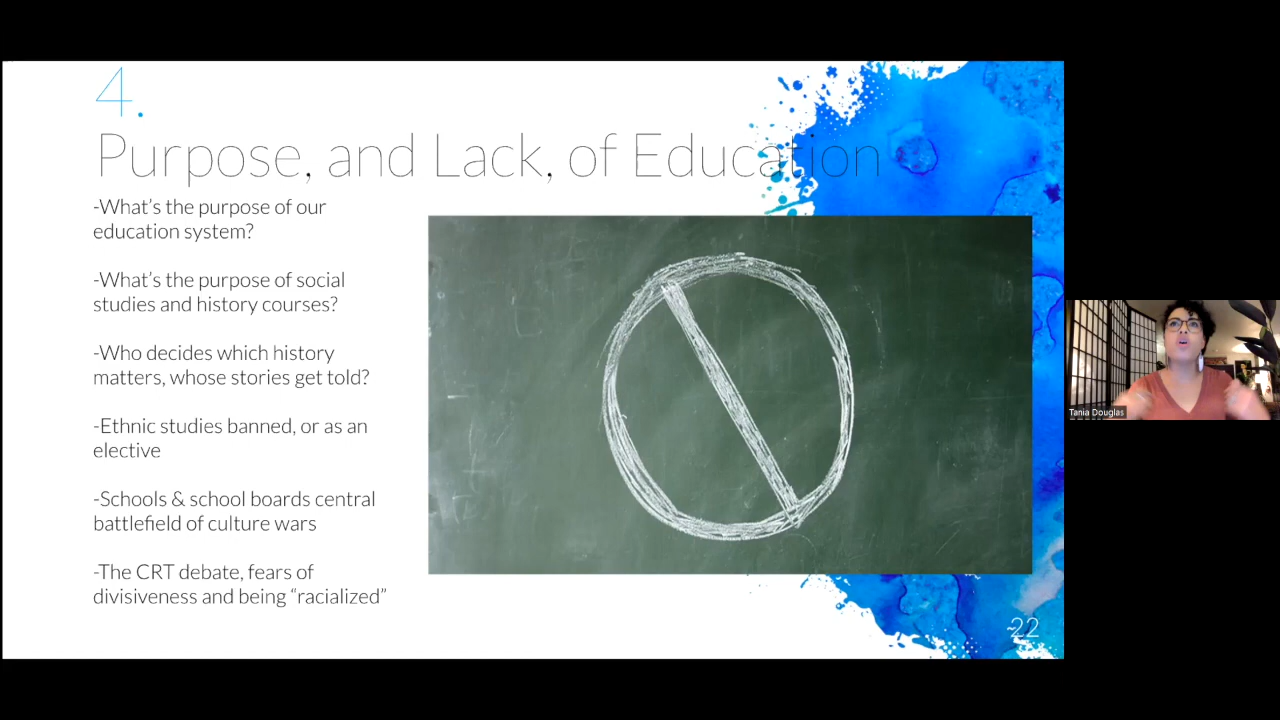 4.
Purpose, and Lack, of Education
-What's the purpose of our
education system?
-What's the purpose of social
studies and history courses?
-Who decides which history
matters, whose stories get told?
-Ethnic studies banned, or as an
elective
-Schools & school boards central
battlefield of culture wars
-The CRT debate, fears of
divisiveness and being “racialized”
~22
Tania Douglas